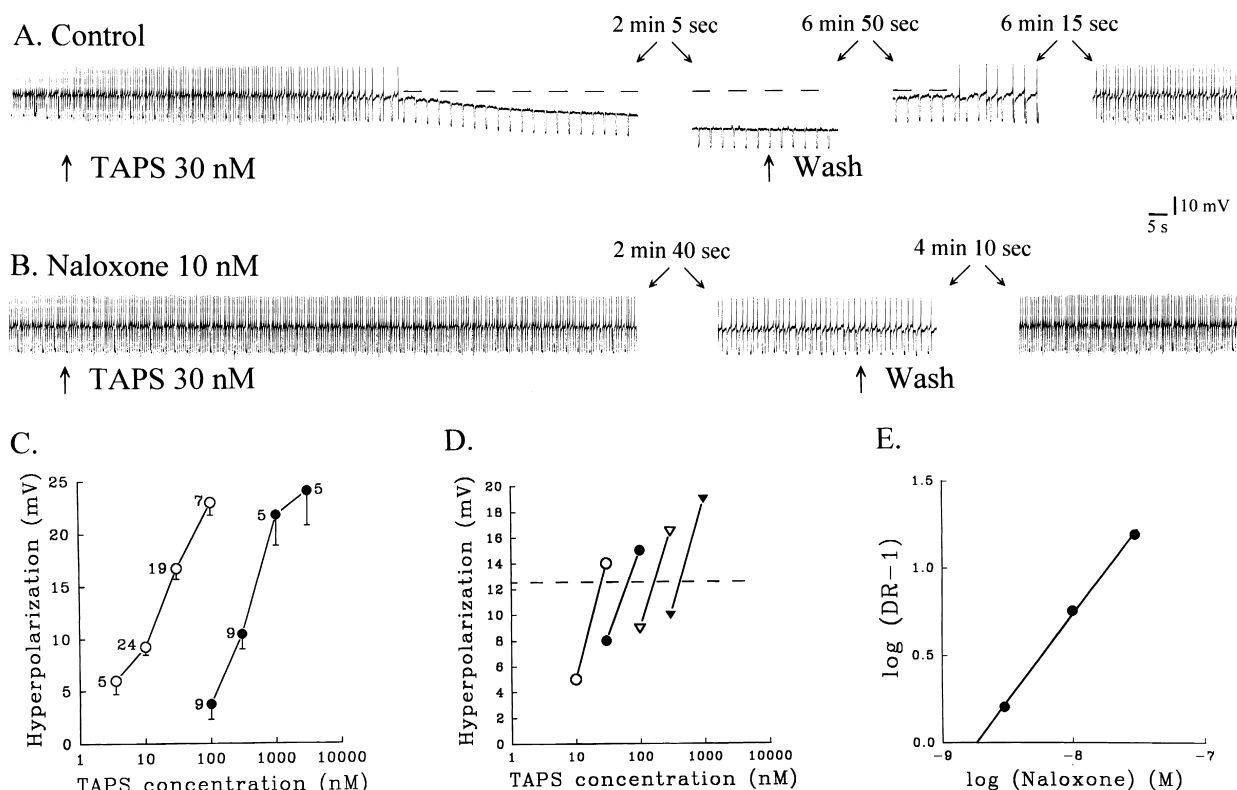 A. Control
2 min 5 sec
6 min 50 sec
6 min 15 sec
TAPS 30 nM
Wash
10 mV
5 s
B. Naloxone 10 nM
2 min 40 sec
4 min 10 sec
TAPS 30 nM
Wash
C.
Hyperpolarization (mV)
25
20
15
10
5
0
5
24
19
7
9
9
5
5
1
10
100
1000
10000
TAPS concentration (nM)
D.
Hyperpolarization (mV)
20
18
16
14
12
10
8
6
4
2
0
1
10
100
1000
10000
TAPS concentration (nM)
E.
log (DR−1)
1.5
1.0
0.5
0.0
−9
−8
−7
log (Naloxone) (M)